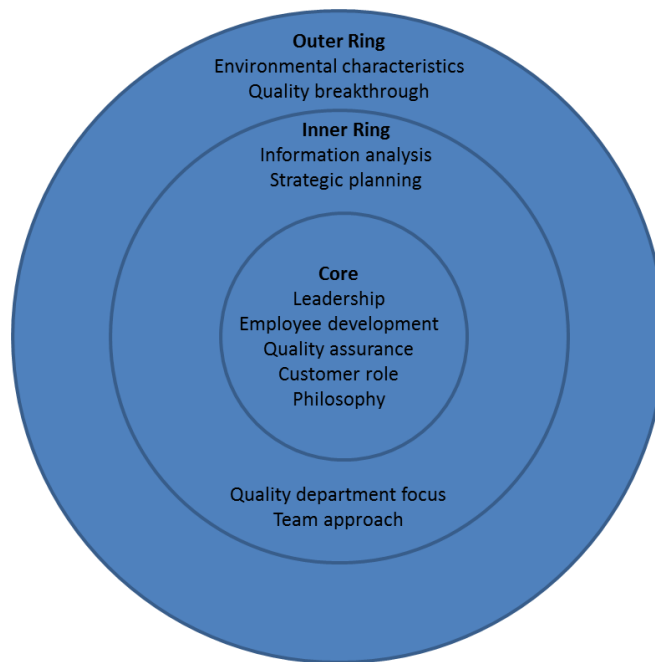 Outer Ring
Environmental characteristics
Quality breakthrough
Inner Ring
Information analysis
Strategic planning
Core
Leadership
Employee development
Quality assurance
Customer role
Philosophy
Quality department focus
Team approach